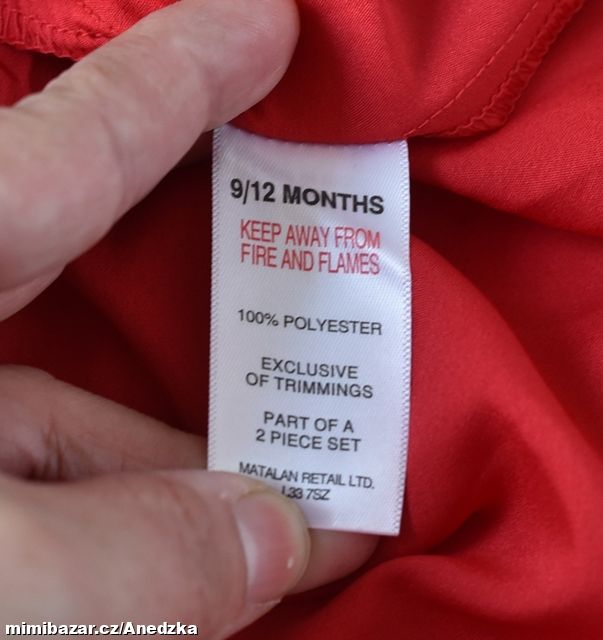 9/12 MONTHS
KEEP AWAY FROM
FIRE AND FLAMES
100% POLYESTER
EXCLUSIVE
OF TRIMMINGS
PART OF A
2 PIECE SET
MATALAN RETAIL LTD.
L33 7SZ
mimibazar.cz/Anedzka